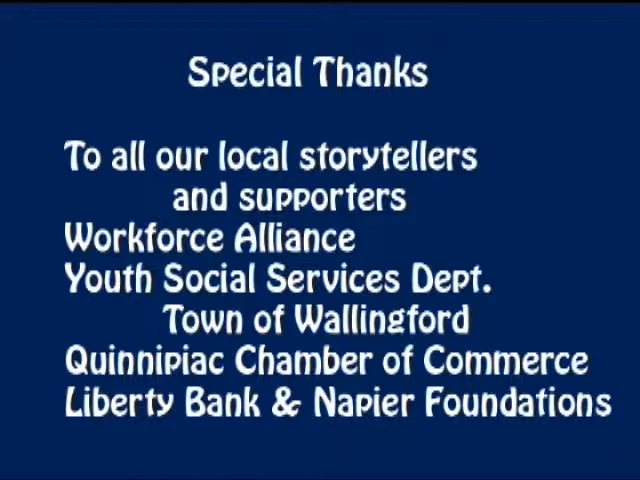 Special Thanks
To all our local storytellers
and supporters
Workforce Alliance
Youth Social Services Dept.
Town of Wallingford
Quinnipiac Chamber of Commerce
Liberty Bank & Napier Foundations